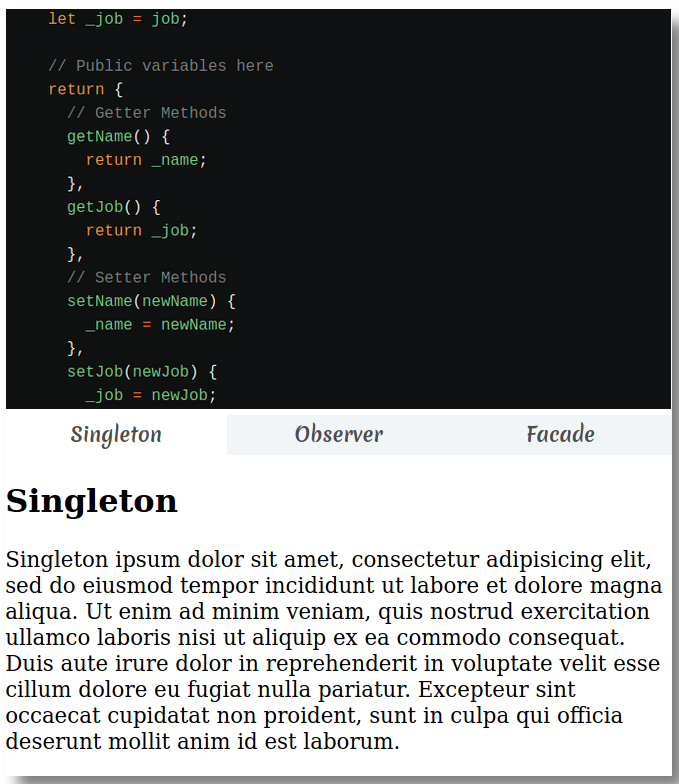 let _job = job;
// Public variables here
return {
// Getter Methods
getName() {
return _name;
},
getJob() {
return _job;
},
// Setter Methods
setName(newName) {
_name = newName;
},
setJob(newJob) {
_job = newJob;
Singleton Observer Facade
Singleton
Singleton ipsum dolor sit amet, consectetur adipisicing elit,
sed do eiusmod tempor incididunt ut labore et dolore magna
aliqua. Ut enim ad minim veniam, quis nostrud exercitation
ullamco laboris nisi ut aliquip ex ea commodo consequat.
Duis aute irure dolor in reprehenderit in voluptate velit esse
cillum dolore eu fugiat nulla pariatur. Excepteur sint
occaecat cupidatat non proident, sunt in culpa qui officia
deserunt mollit anim id est laborum.